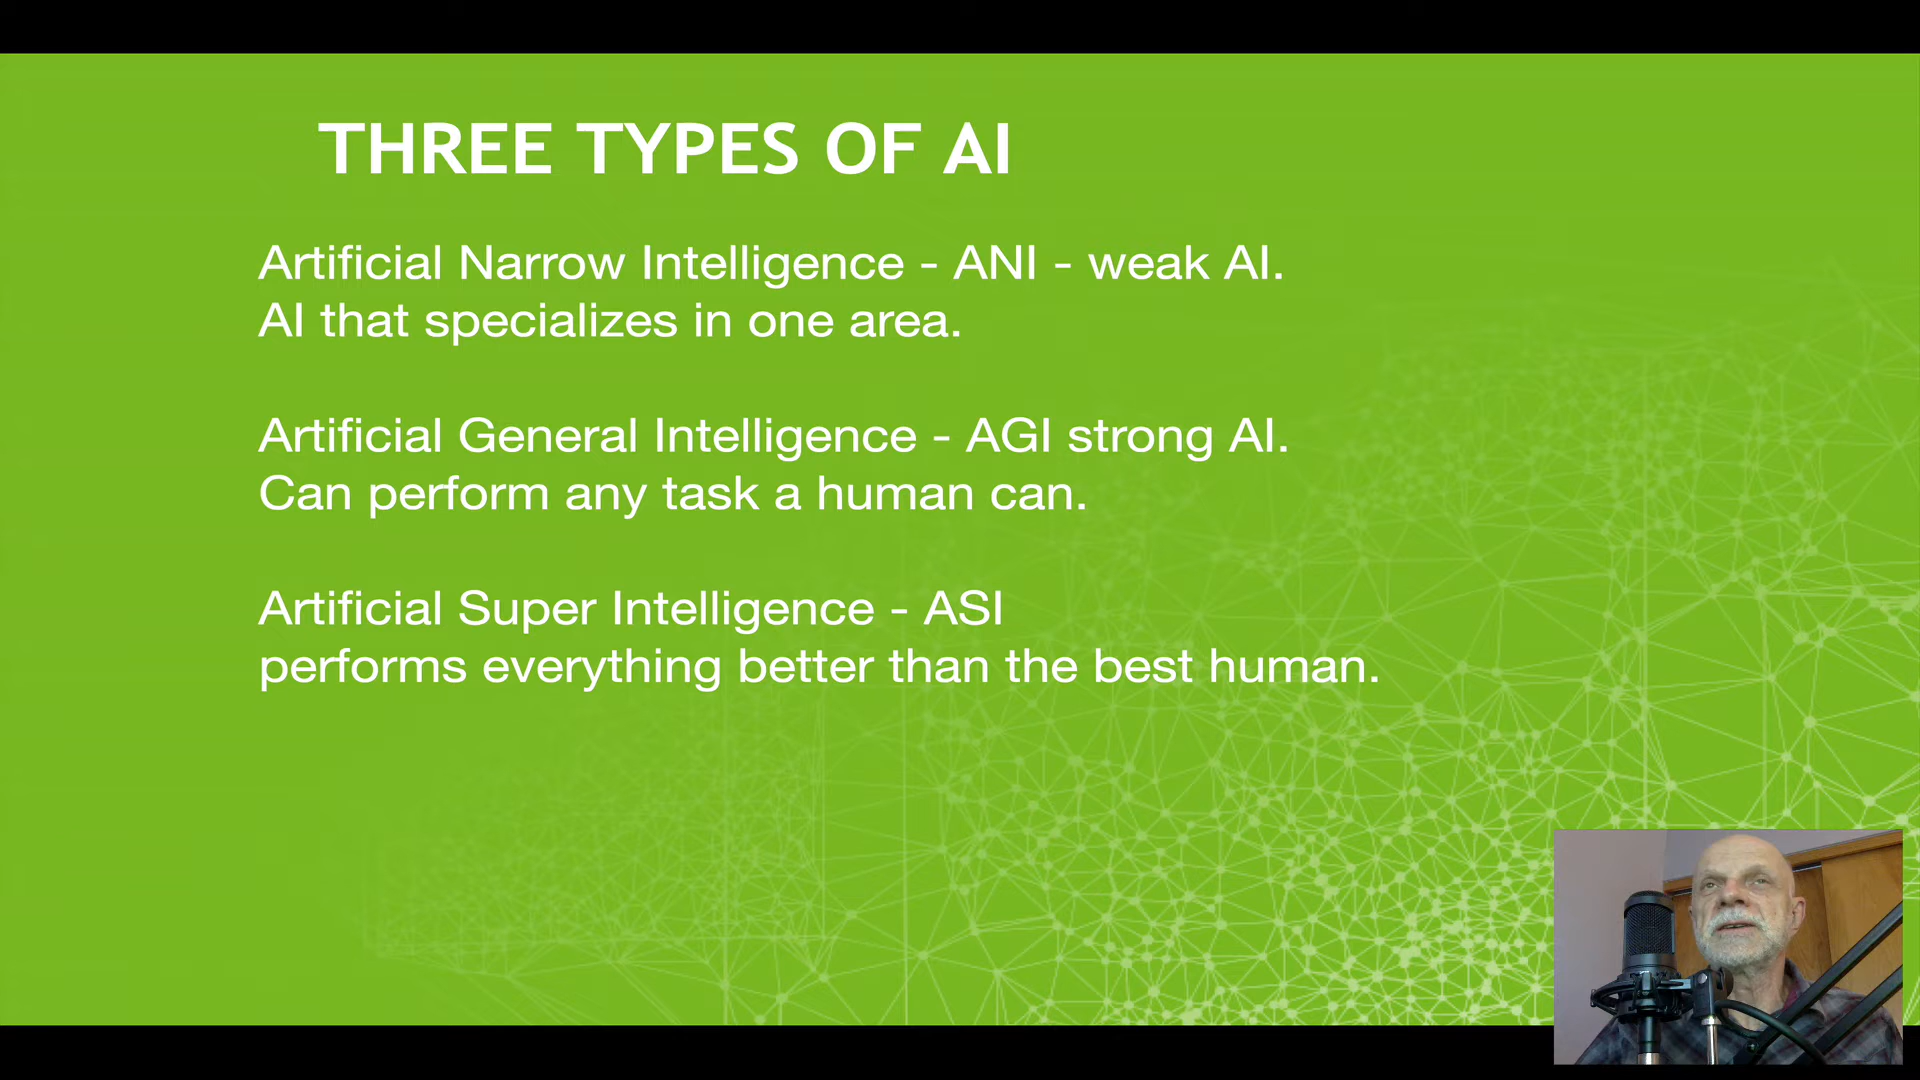 THREE TYPES OF AI
Artificial Narrow Intelligence - ANI - weak AI.
AI that specializes in one area.
Artificial General Intelligence - AGI strong AI.
Can perform any task a human can.
Artificial Super Intelligence - ASI
performs everything better than the best human.